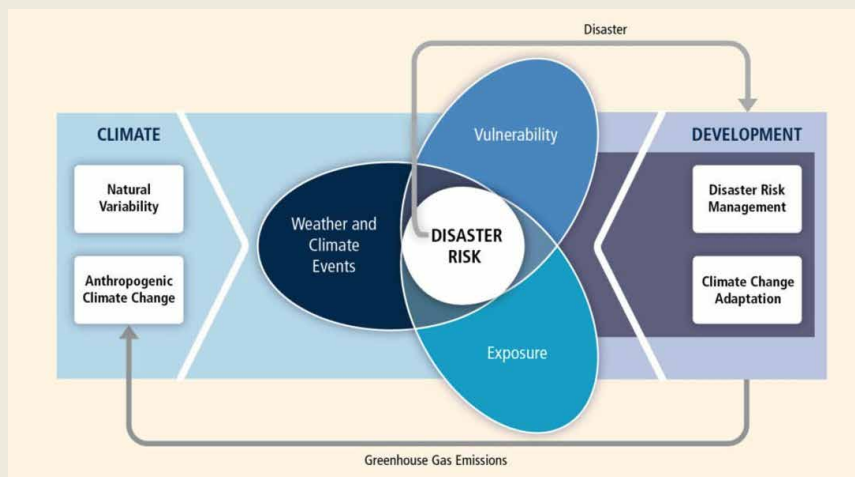 Disaster
CLIMATE
Natural
Variability
Anthropogenic
Climate Change
Vulnerability
Weather and
Climate
Events
DISASTER
RISK
Exposure
DEVELOPMENT
Disaster Risk
Management
Climate Change
Adaptation
Greenhouse Gas Emissions